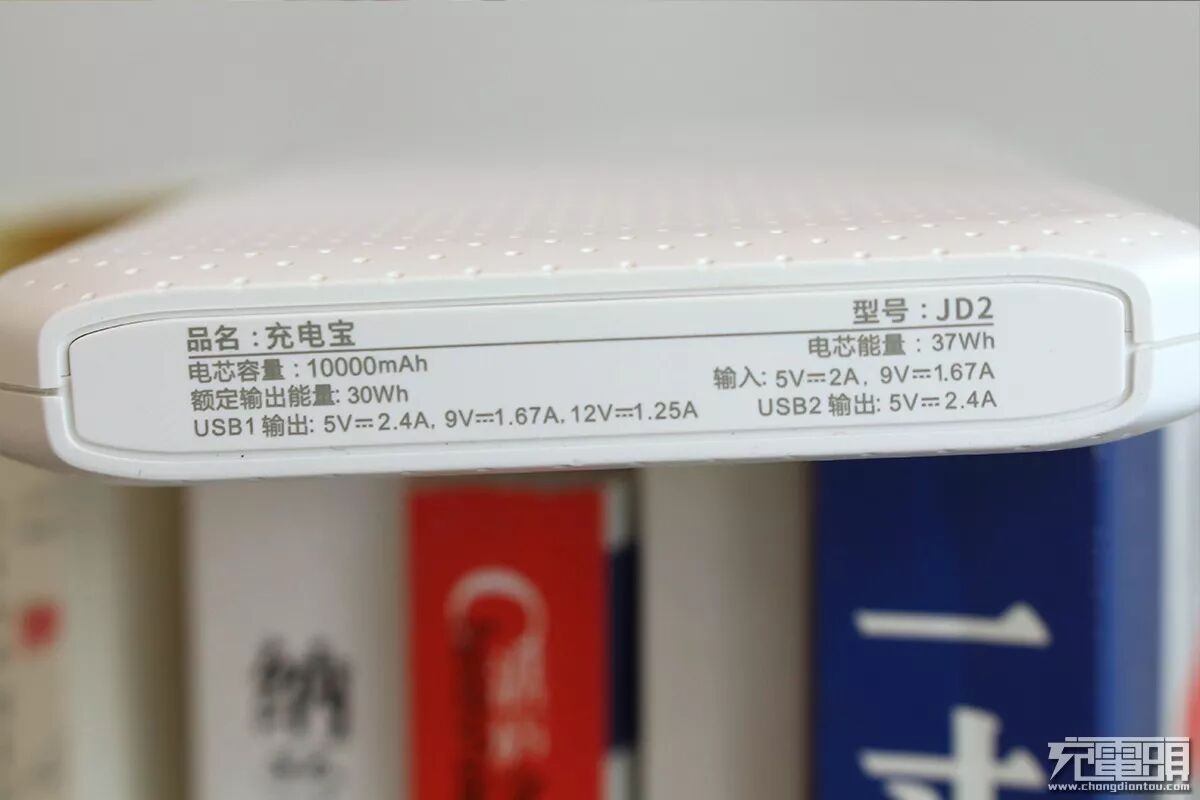 品名：充电宝 型号：JD2
电芯容量：10000mAh 电芯能量：37Wh
额定输出能量：30Wh 输入：5V⎓2A，9V⎓1.67A
USB1 输出：5V⎓2.4A，9V⎓1.67A，12V⎓1.25A USB2 输出：5V⎓2.4A
纳
充電頭
www.chongdiantou.com